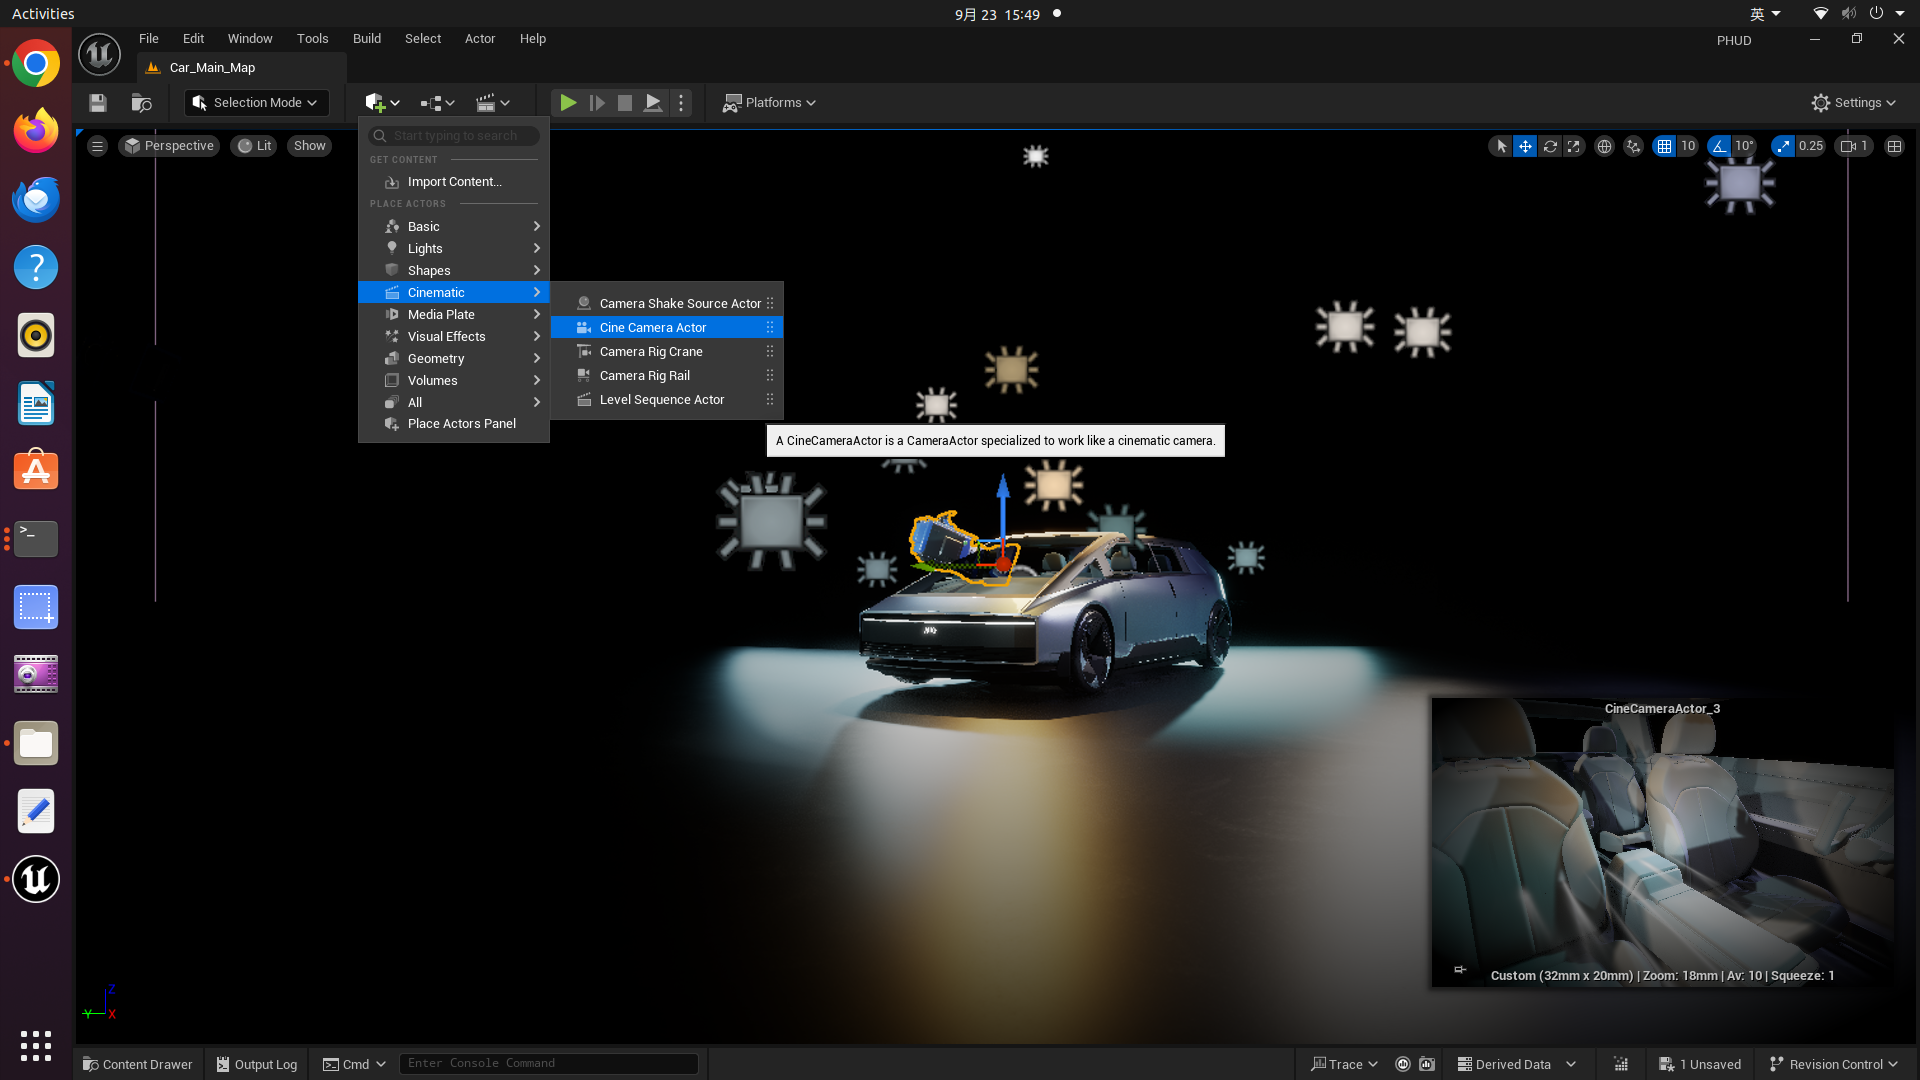 Activities
9月 23 15:49
英
File Edit Window Tools Build Select Actor Help
PHUD
Car_Main_Map
Selection Mode
Platforms
Settings
Perspective
Lit
Show
10
10°
0.25
1
Start typing to search
GET CONTENT
Import Content...
PLACE ACTORS
Basic
Lights
Shapes
Cinematic
Media Plate
Visual Effects
Geometry
Volumes
All
Place Actors Panel
Camera Shake Source Actor
Cine Camera Actor
Camera Rig Crane
Camera Rig Rail
Level Sequence Actor
A CineCameraActor is a CameraActor specialized to work like a cinematic camera.
CineCameraActor_3
Custom (32mm x 20mm) | Zoom: 18mm | Av: 10 | Squeeze: 1
Z
Y
X
Content Drawer
Output Log
Cmd
Enter Console Command
Trace
Derived Data
1 Unsaved
Revision Control